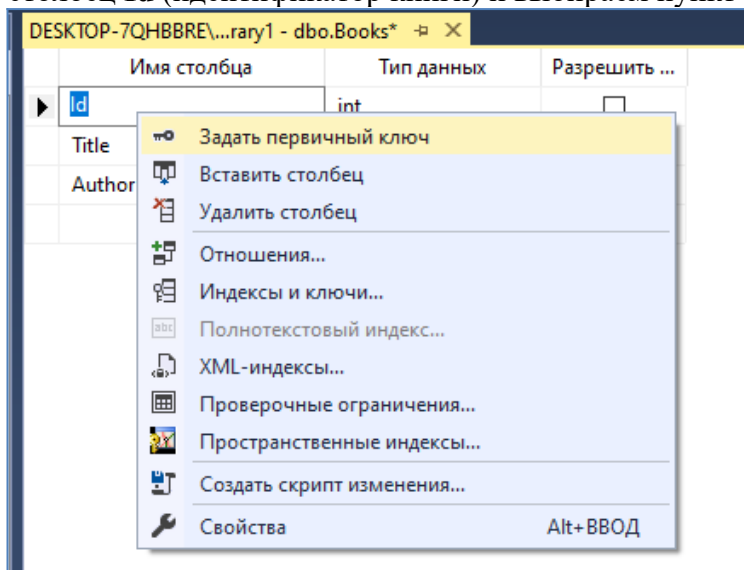 DESKTOP-7QHBBRE\...rary1 - dbo.Books*
Имя столбца Тип данных Разрешить ...
Id int
Title
Author
Задать первичный ключ
Вставить столбец
Удалить столбец
Отношения...
Индексы и ключи...
Полнотекстовый индекс...
XML-индексы...
Проверочные ограничения...
Пространственные индексы...
Создать скрипт изменения...
Свойства Alt+ВВОД